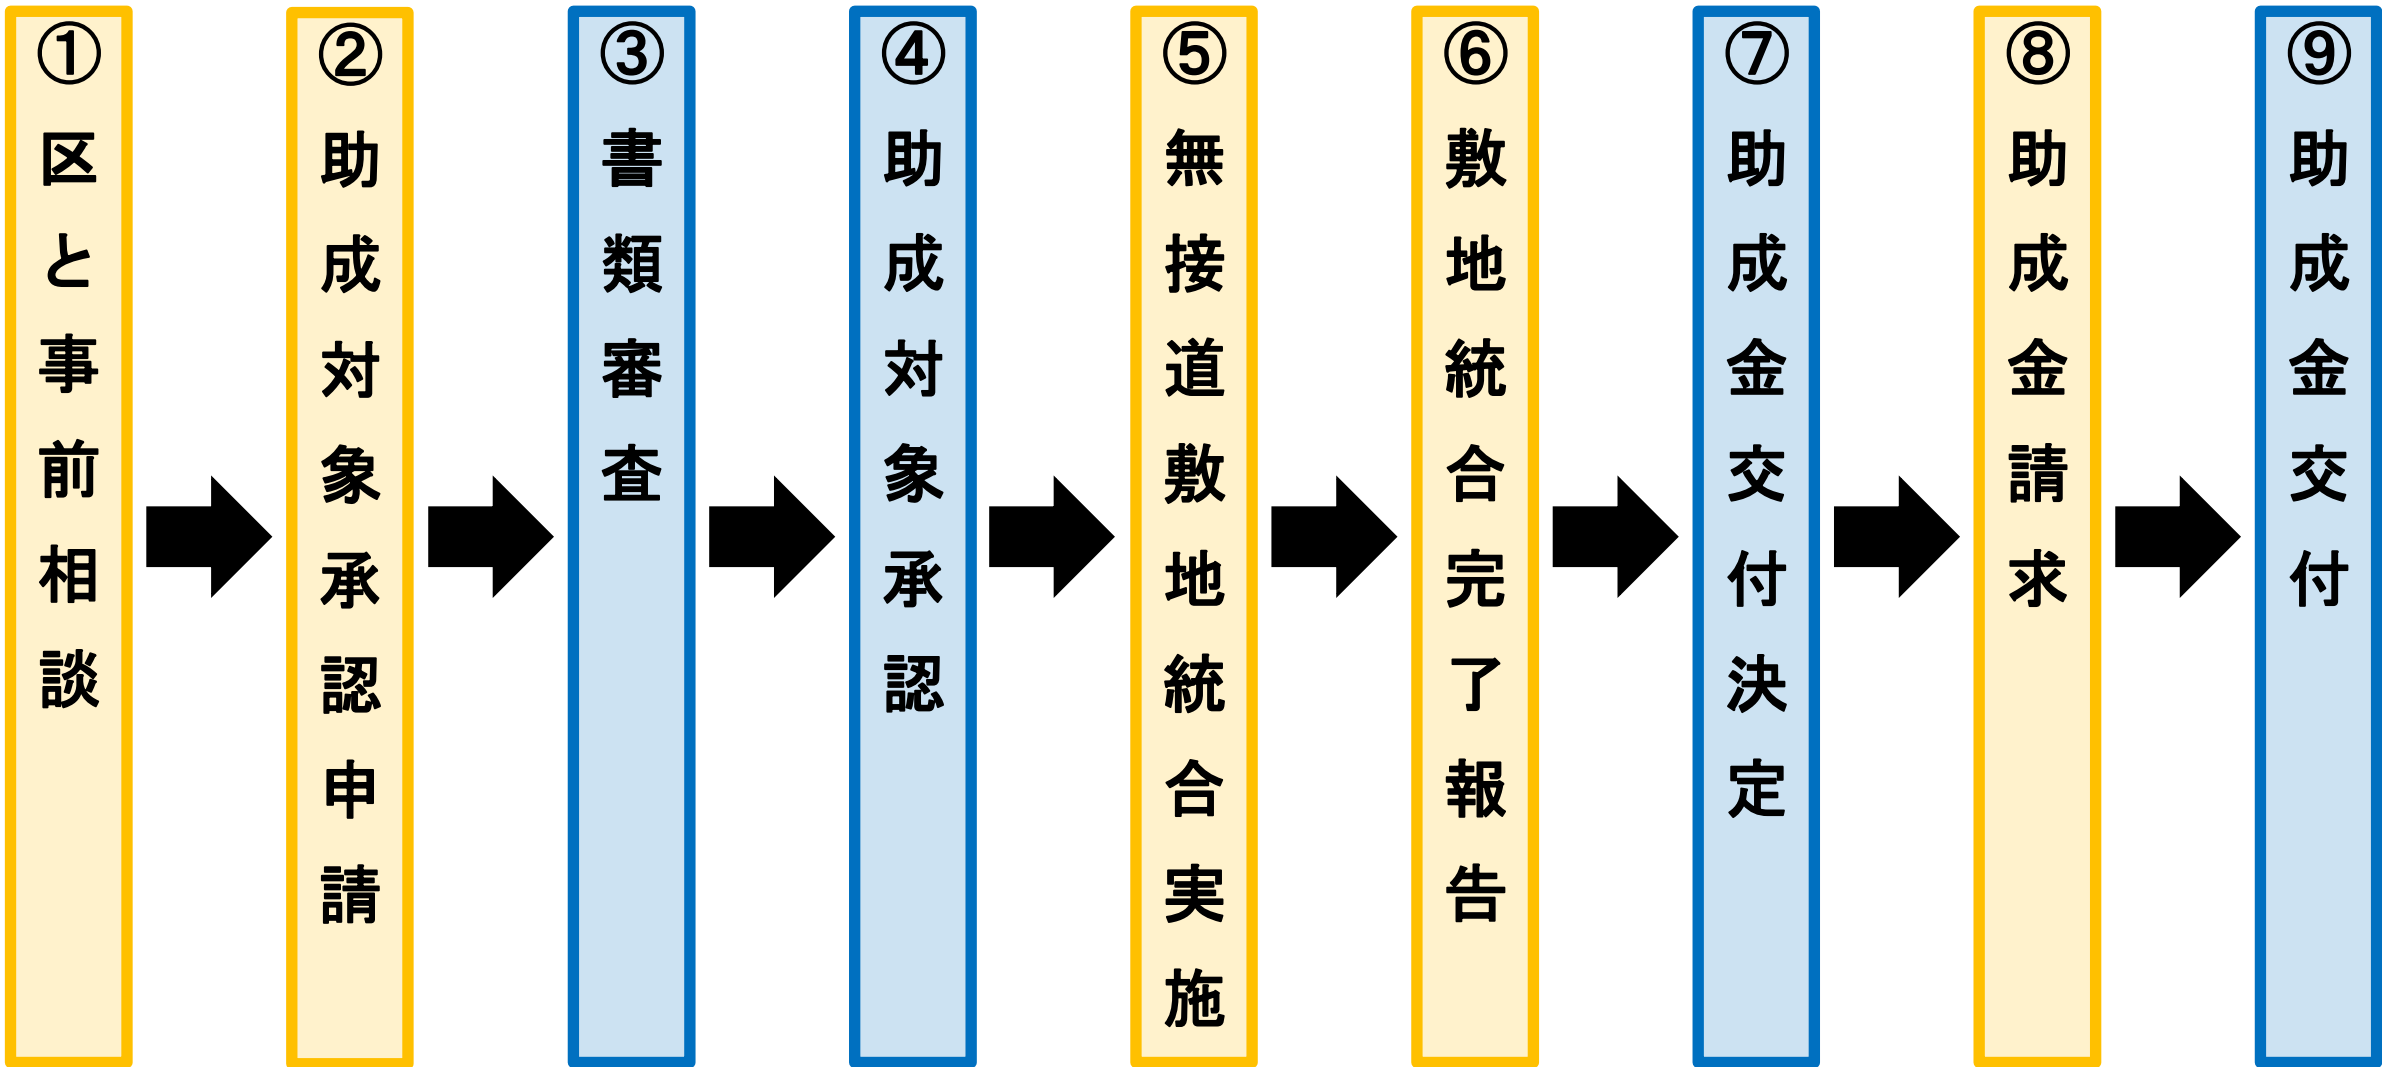 ①区と事前相談
②助成対象承認申請
③書類審査
④助成対象承認
⑤無接道敷地統合実施
⑥敷地統合完了報告
⑦助成金交付決定
⑧助成金請求
⑨助成金交付